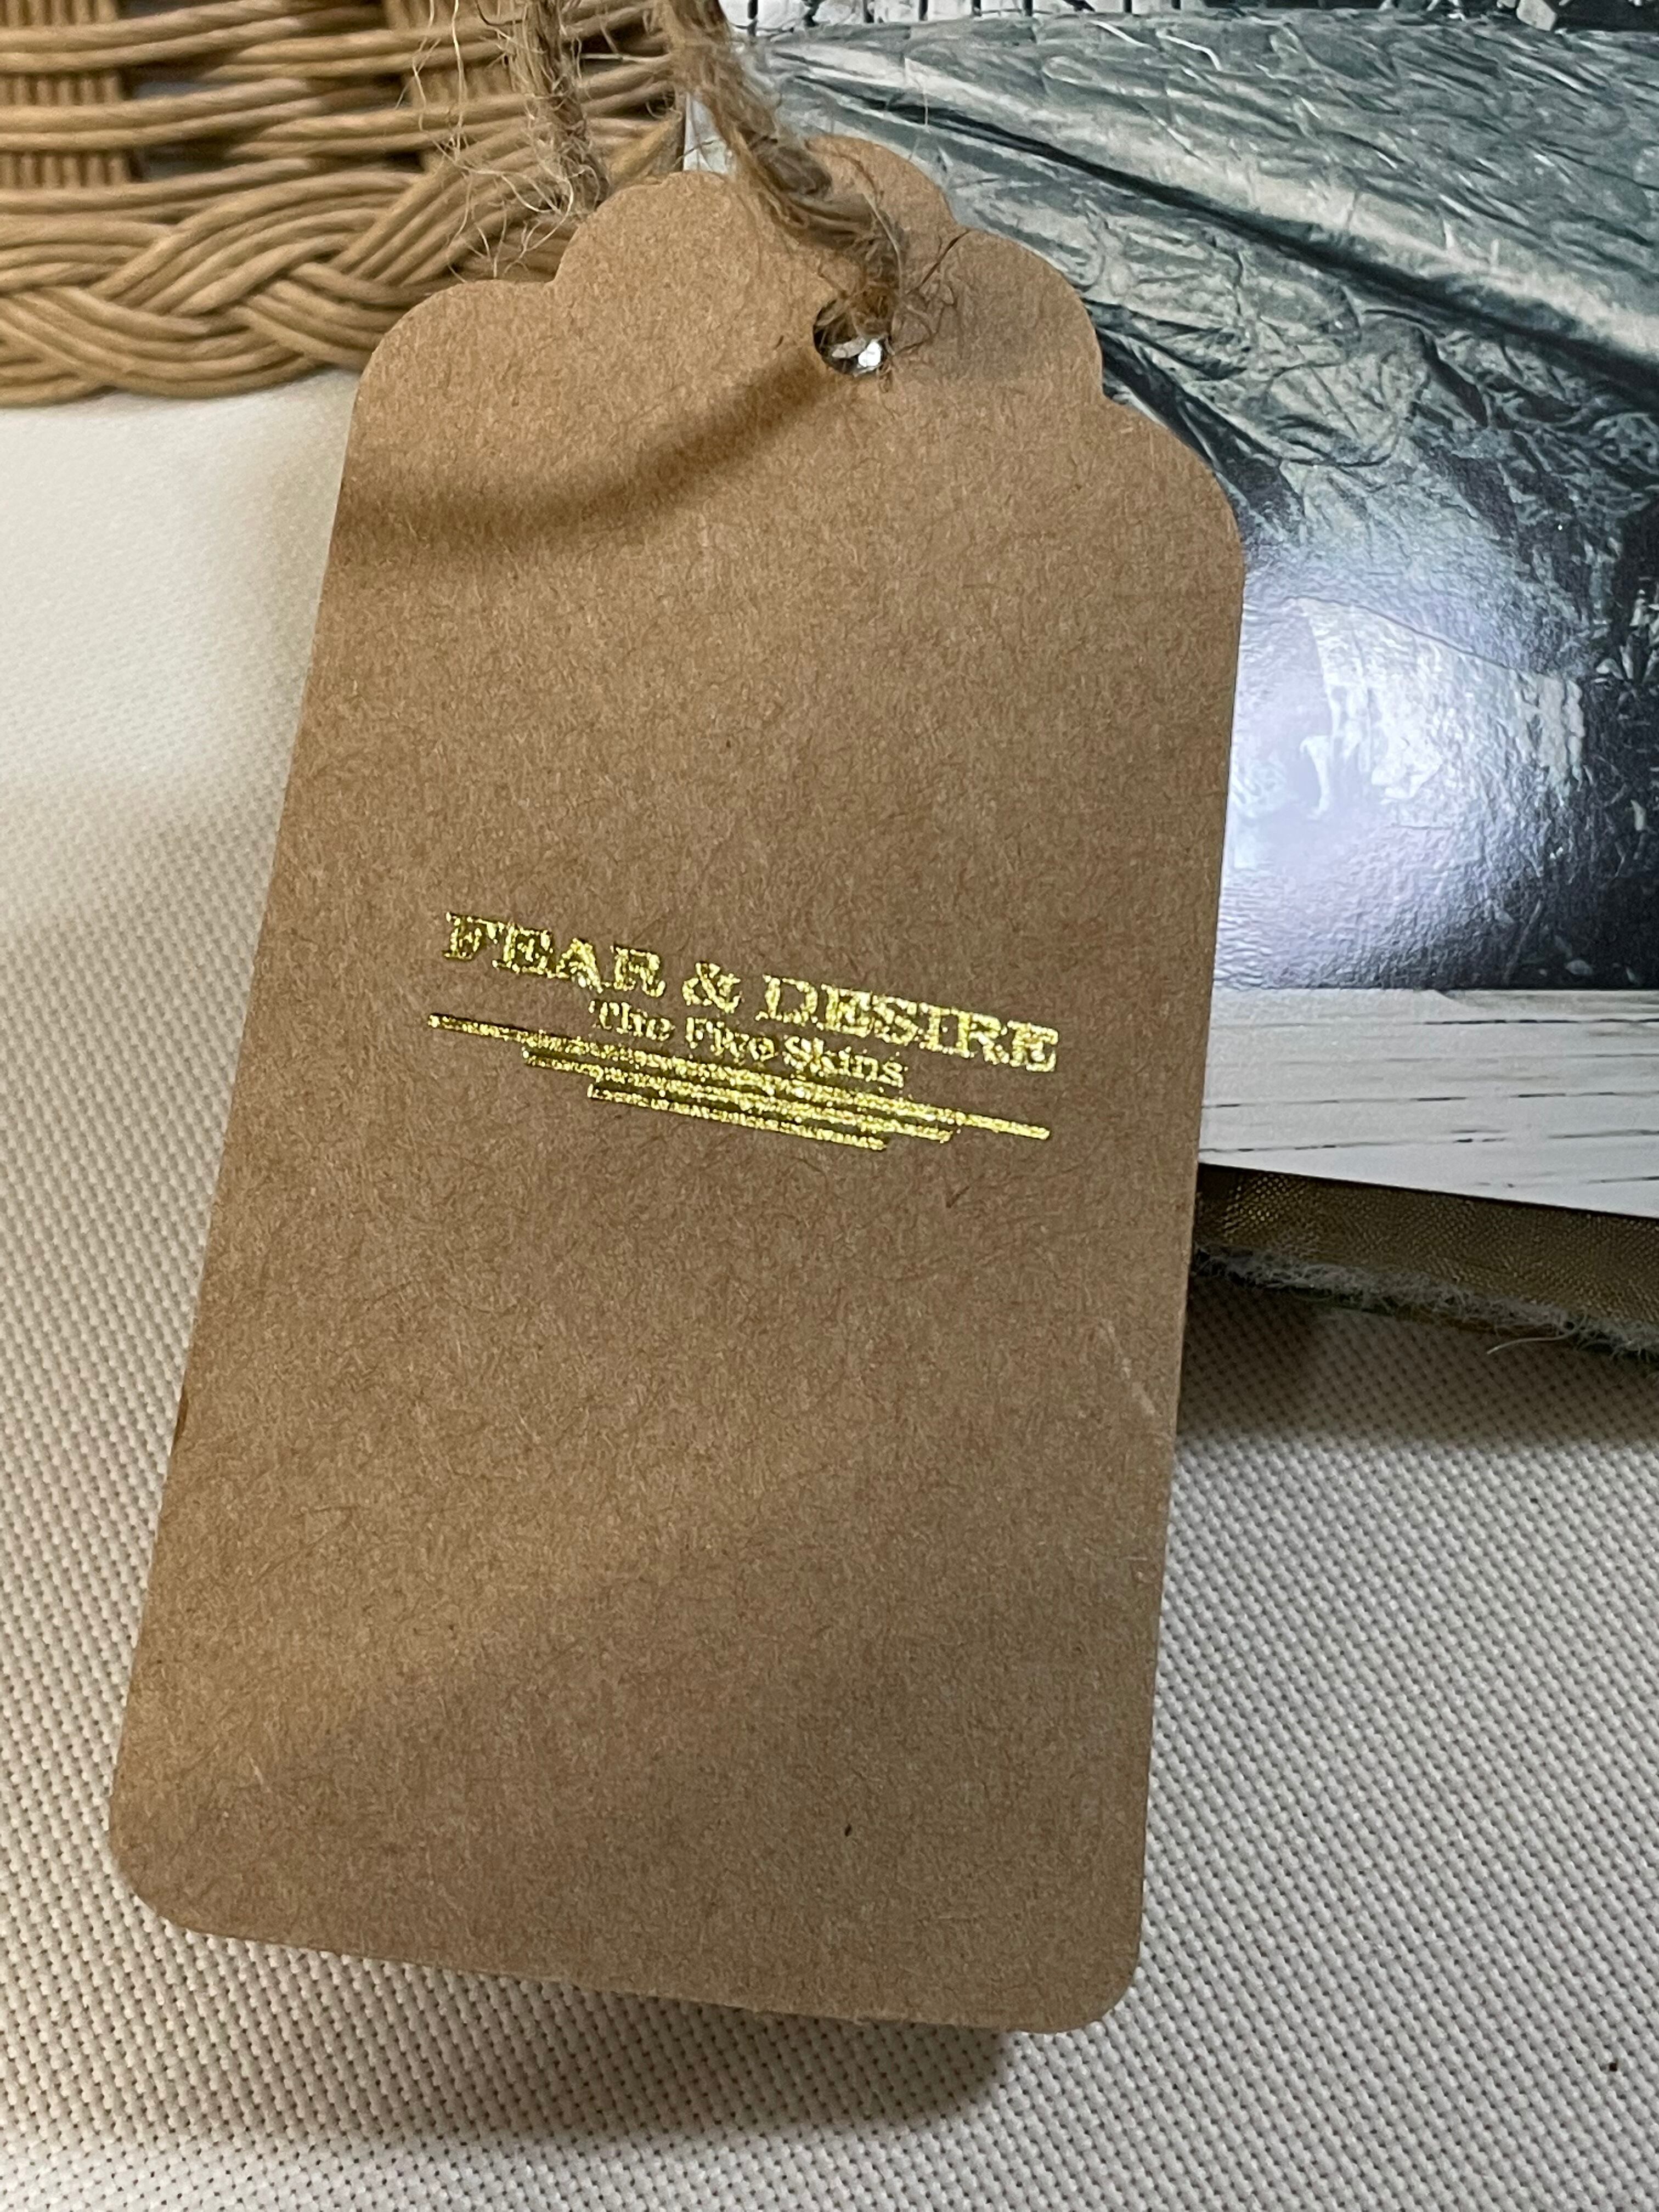 FEAR & DESIRE
The Five Skins